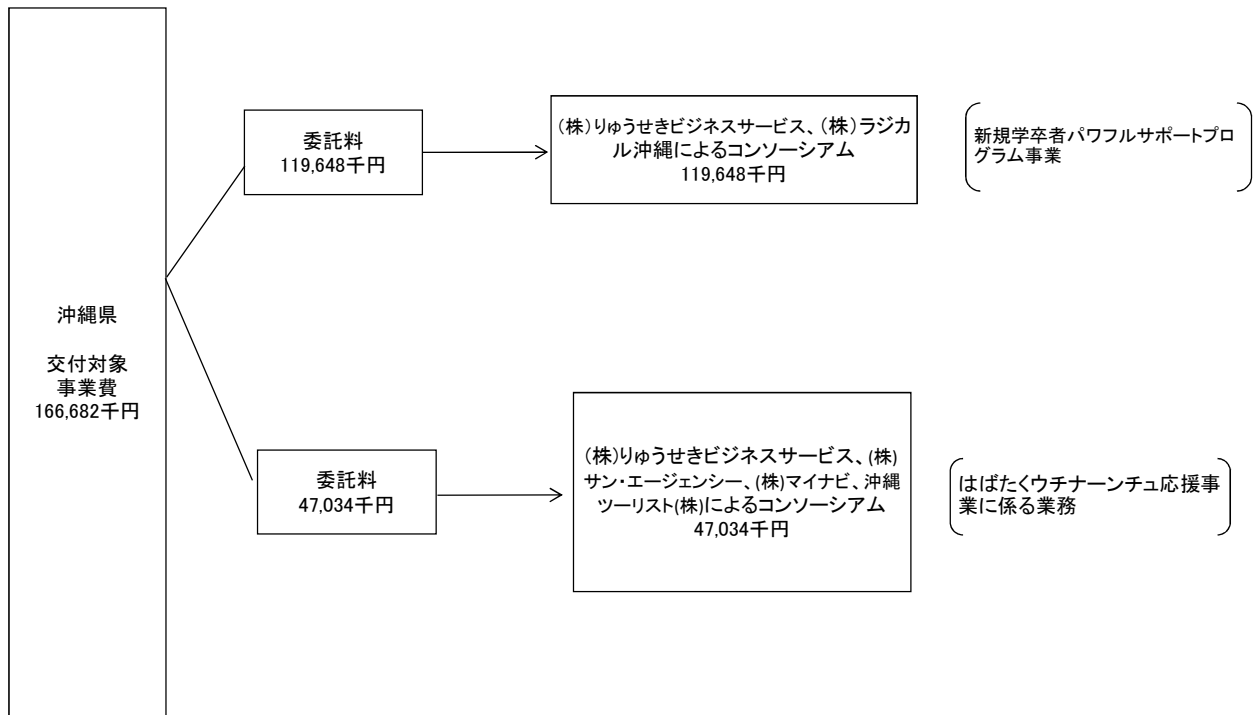 沖縄県
交付対象
事業費
166,682千円
委託料
119,648千円
(株)りゅうせきビジネスサービス、(株)ラジカ
ル沖縄によるコンソーシアム
119,648千円
新規学卒者パワフルサポートプロ
グラム事業
委託料
47,034千円
(株)りゅうせきビジネスサービス、(株)
サン・エージェンシー、(株)マイナビ、沖縄
ツーリスト(株)によるコンソーシアム
47,034千円
はばたくウチナーンチュ応援事
業に係る業務